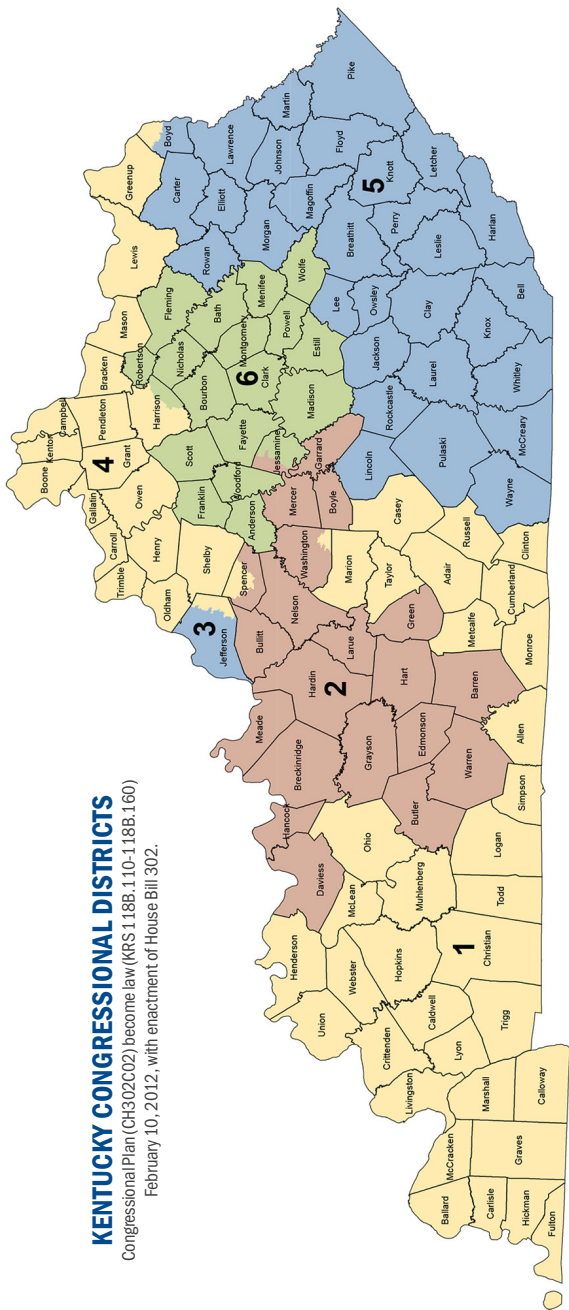 KENTUCKY CONGRESSIONAL DISTRICTS
Congressional Plan (CH302C02) become law (KRS 118B.110-118B.160)
February 10, 2012, with enactment of House Bill 302.
Boone
Kenton
Campbell
Gallatin
Pendleton
Bracken
Mason
Lewis
Greenup
Boyd
Carroll
Trimble
4
Grant
Owen
Henry
Oldham
Harrison
Robertson
Fleming
Carter
Rowan
Elliott
Lawrence
Shelby
Scott
Nicholas
Bath
Franklin
Bourbon
Montgomery
Menifee
Morgan
Johnson
Martin
3
Jefferson
Spencer
Anderson
Woodford
Fayette
6
Clark
Powell
Wolfe
Magoffin
Floyd
Pike
Meade
Bullitt
Nelson
Washington
Mercer
Jessamine
Madison
Estill
Lee
Breathitt
5
Knott
Hancock
Breckinridge
Hardin
2
Larue
Marion
Boyle
Garrard
Lincoln
Rockcastle
Jackson
Owsley
Perry
Letcher
Henderson
Daviess
Ohio
Grayson
Hart
Green
Taylor
Casey
Pulaski
Laurel
Clay
Leslie
Harlan
Union
Webster
McLean
Muhlenberg
Butler
Edmonson
Warren
Barren
Metcalfe
Adair
Russell
Wayne
McCreary
Whitley
Knox
Bell
Crittenden
Hopkins
Livingston
Caldwell
Lyon
1
Christian
Todd
Logan
Simpson
Allen
Monroe
Cumberland
Clinton
Ballard
McCracken
Marshall
Trigg
Carlisle
Graves
Calloway
Hickman
Fulton